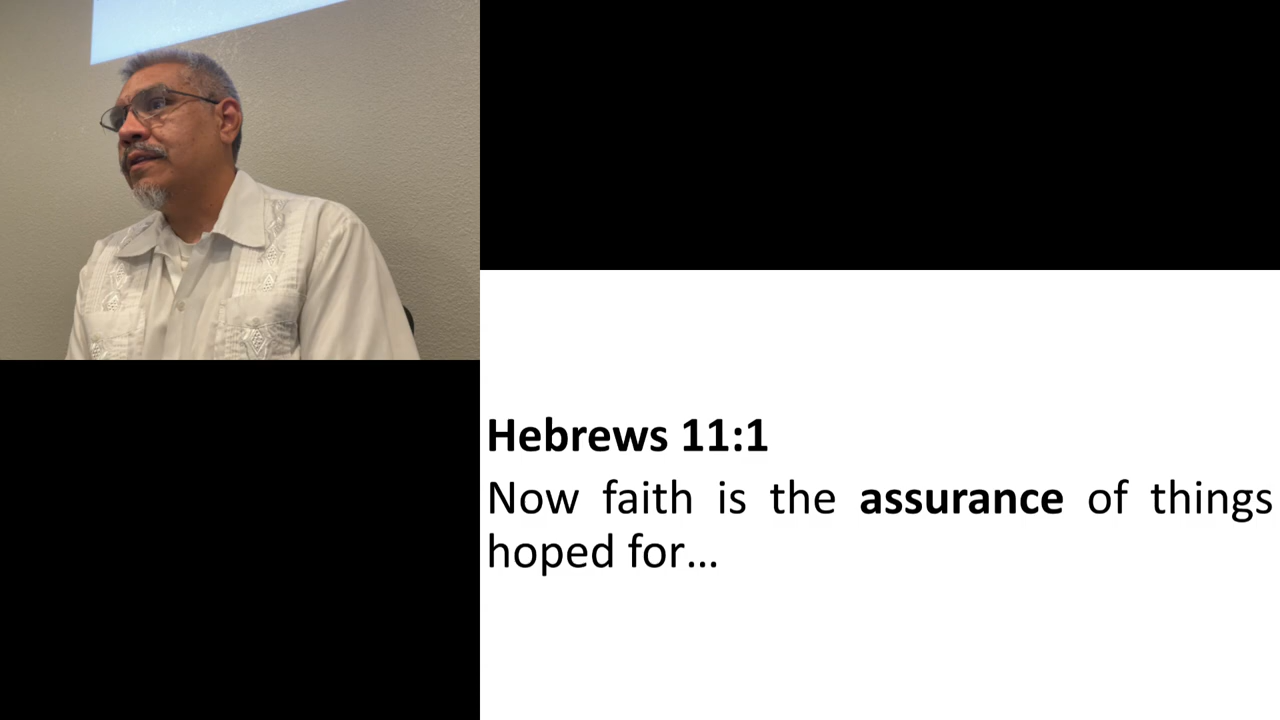 Hebrews 11:1
Now faith is the assurance of things
hoped for…